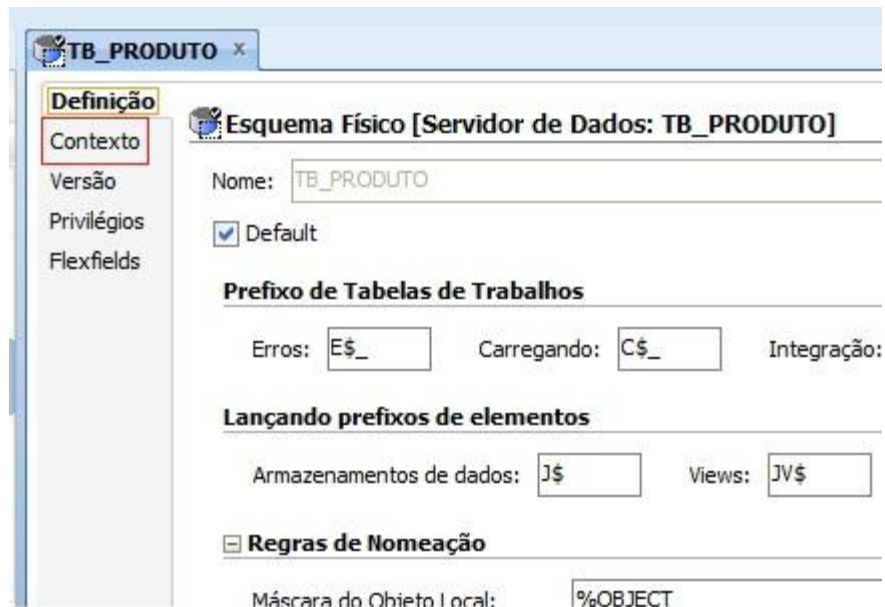 TB_PRODUTO x
Definição
Contexto
Versão
Privilégios
Flexfields
Esquema Físico [Servidor de Dados: TB_PRODUTO]
Nome: TB_PRODUTO
Default
Prefixo de Tabelas de Trabalhos
Erros: E$_ Carregando: C$_ Integração:
Lançando prefixos de elementos
Armazenamentos de dados: J$ Views: JV$
Regras de Nomeação
Máscara do Objeto Local: %OBJECT